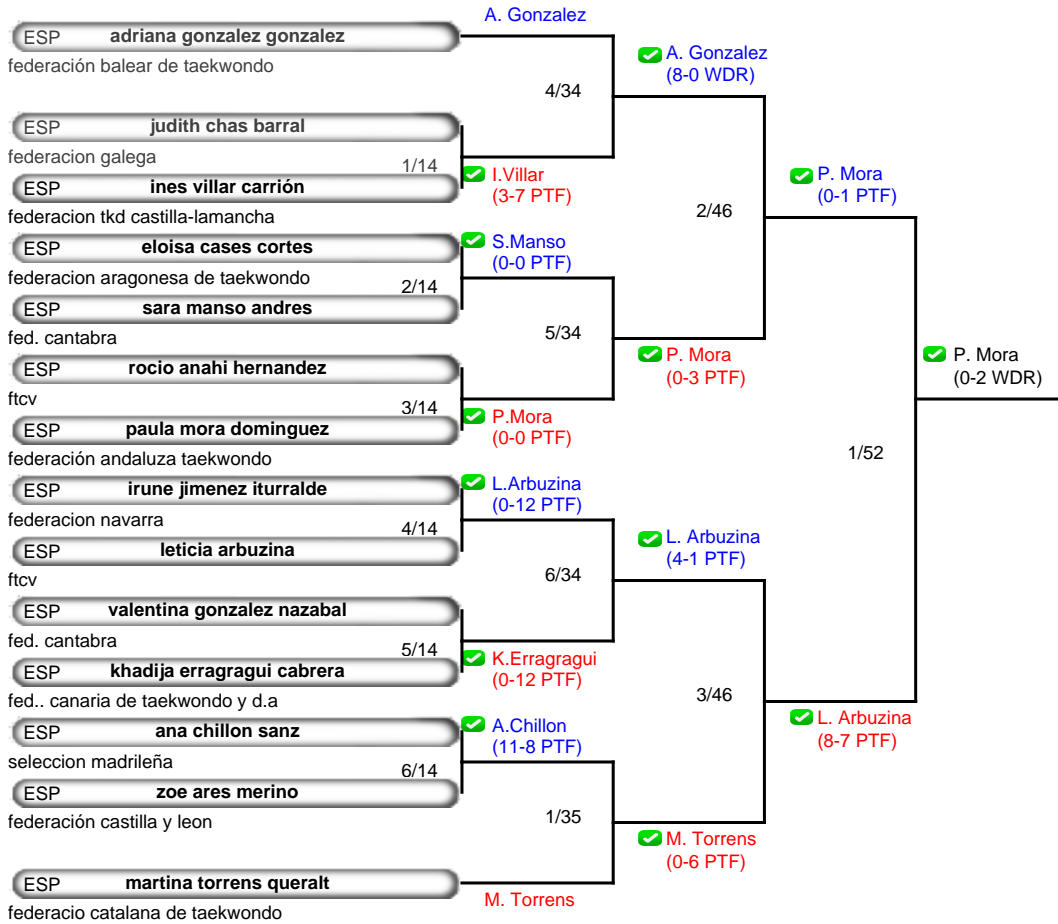 A. Gonzalez
ESP adriana gonzalez gonzalez
federación balear de taekwondo
A. Gonzalez
(8-0 WDR)
4/34
ESP judith chas barral
federacion galega
1/14
I.Villar
(3-7 PTF)
P. Mora
(0-1 PTF)
ESP ines villar carrión
federacion tkd castilla-lamancha
2/46
ESP eloisa cases cortes
S.Manso
(0-0 PTF)
federacion aragonesa de taekwondo
2/14
ESP sara manso andres
fed. cantabra
5/34
ESP rocio anahi hernandez
P. Mora
(0-3 PTF)
P. Mora
(0-2 WDR)
ftcv
3/14
P.Mora
(0-0 PTF)
ESP paula mora dominguez
federación andaluza taekwondo
1/52
ESP irune jimenez iturralde
L.Arbuzina
(0-12 PTF)
federacion navarra
4/14
ESP leticia arbuzina
L. Arbuzina
(4-1 PTF)
ftcv
6/34
ESP valentina gonzalez nazabal
fed. cantabra
5/14
K.Erragragui
(0-12 PTF)
ESP khadija erragragui cabrera
fed.. canaria de taekwondo y d.a
3/46
ESP ana chillon sanz
A.Chillon
(11-8 PTF)
L. Arbuzina
(8-7 PTF)
seleccion madrileña
6/14
ESP zoe ares merino
federación castilla y leon
1/35
M. Torrens
(0-6 PTF)
ESP martina torrens queralt
M. Torrens
federacio catalana de taekwondo